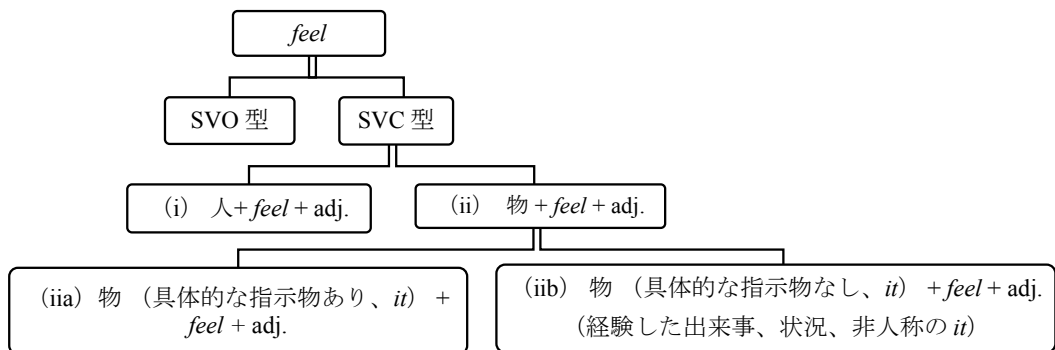 feel
SVO 型
SVC 型
(i) 人+ feel + adj.
(ii) 物 + feel + adj.
(iia) 物 (具体的な指示物あり、it) +
feel + adj.
(iib) 物 (具体的な指示物なし、it) + feel + adj.
(経験した出来事、状況、非人称の it)